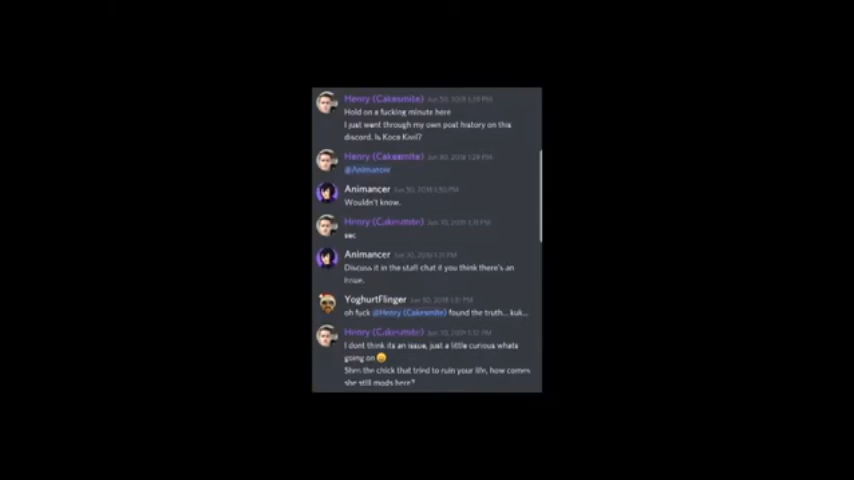 Henry (Cakesmite) Jun 30, 2019 1:29 PM
Hold on a fucking minute here
I just went through my own post history on this
discord. Is Koce Kiwi?
Henry (Cakesmite) Jun 30, 2019 1:29 PM
@Animancer
Animancer Jun 30, 2019 1:30 PM
Wouldn't know.
Henry (Cakesmite) Jun 30, 2019 1:31 PM
sec
Animancer Jun 30, 2019 1:31 PM
Discuss it in the staff chat if you think there's an
issue.
YoghurtFlinger Jun 30, 2019 1:31 PM
oh fuck @Henry (Cakesmite) found the truth... kuk...
Henry (Cakesmite) Jun 30, 2019 1:32 PM
I dont think its an issue, just a little curious whats
going on
Shes the chick that tried to ruin your life, how comes
she still mods here?